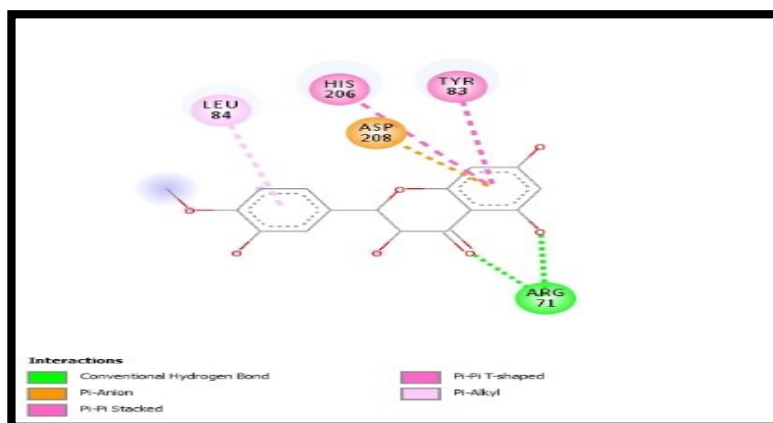 HIS
206
TYR
83
LEU
84
ASP
208
ARG
71
Interactions
Conventional Hydrogen Bond
Pi-Anion
Pi-Pi Stacked
Pi-Pi T-shaped
Pi-Alkyl